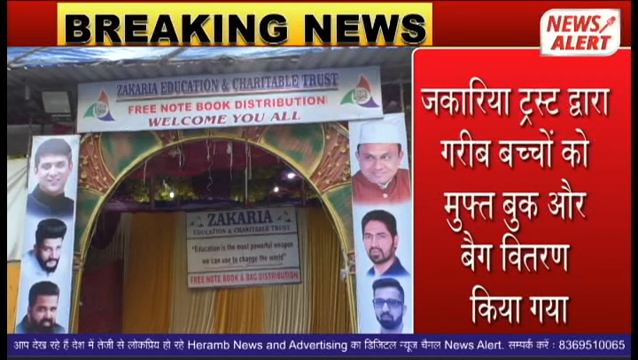 BREAKING NEWS
NEWS
ALERT
ZAKARIA EDUCATION & CHARITABLE TRUST
FREE NOTE BOOK DISTRIBUTION
WELCOME YOU ALL
ZAKARIA
EDUCATION & CHARITABLE TRUST
"Education is the most powerful weapon
we can use to change the world"
FREE NOTE BOOK & BAG DISTRIBUTION
जकारिया ट्रस्ट द्वारा
गरीब बच्चों को
मुफ्त बुक और
बैग वितरण
किया गया
आप देख रहे हैं देश में तेजी से लोकप्रिय हो रहे Heramb News and Advertising का डिजिटल न्यूज चैनल News Alert. सम्पर्क करें : 8369510065